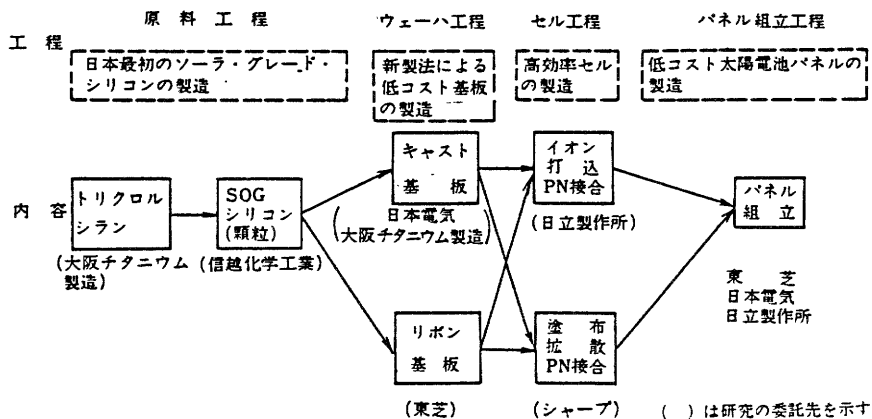 工程
原料工程
ウェーハ工程
セル工程
パネル組立工程
日本最初のソーラ・グレード・
シリコンの製造
新製法による
低コスト基板
の製造
高効率セル
の製造
低コスト太陽電池パネルの
製造
内容
トリクロル
シラン
(大阪チタニウム
製造)
SOG
シリコン
(顆粒)
(信越化学工業)
キャスト
基板
(日本電気
大阪チタニウム製造)
リボン
基板
(東芝)
イオン
打込
PN接合
(日立製作所)
塗布
拡散
PN接合
(シャープ)
パネル
組立
東芝
日本電気
日立製作所
( )は研究の委託先を示す